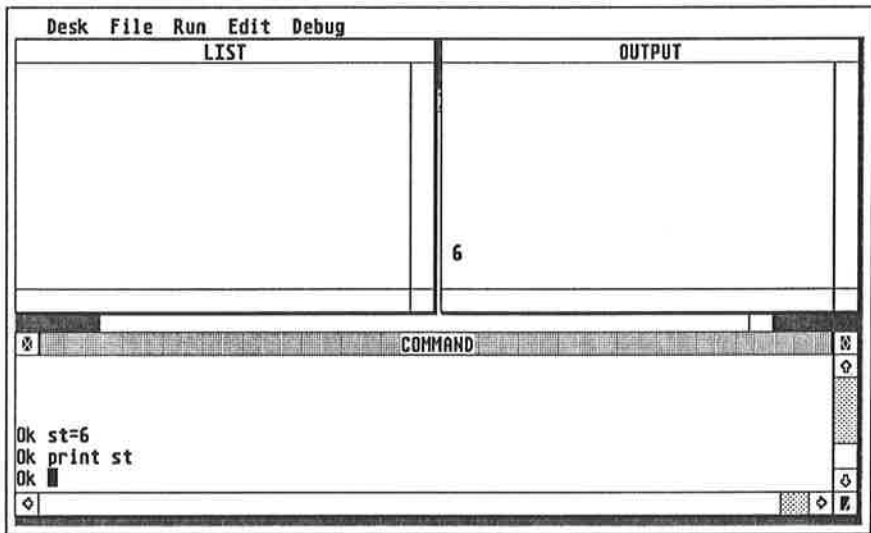 Desk File Run Edit Debug
LIST
OUTPUT
6
COMMAND
Ok st=6
Ok print st
Ok